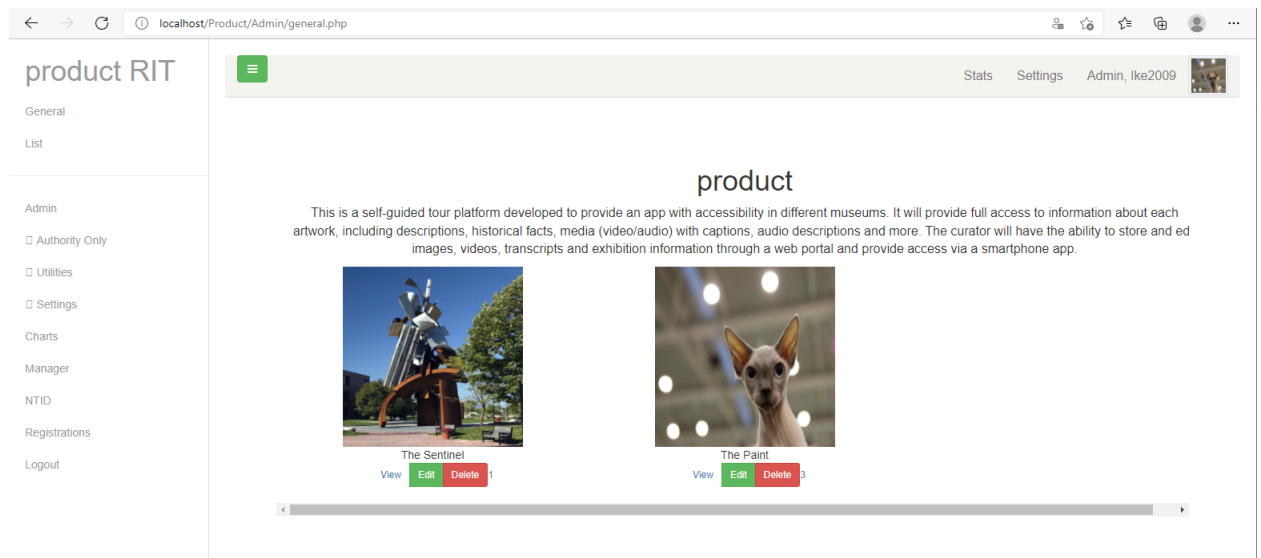 localhost/Product/Admin/general.php
product RIT
General
List
Admin
Authority Only
Utilities
Settings
Charts
Manager
NTID
Registrations
Logout
Stats Settings Admin, Ike2009
product
This is a self-guided tour platform developed to provide an app with accessibility in different museums. It will provide full access to information about each
artwork, including descriptions, historical facts, media (video/audio) with captions, audio descriptions and more. The curator will have the ability to store and ed
images, videos, transcripts and exhibition information through a web portal and provide access via a smartphone app.
The Sentinel
View Edit Delete 1
The Paint
View Edit Delete 3